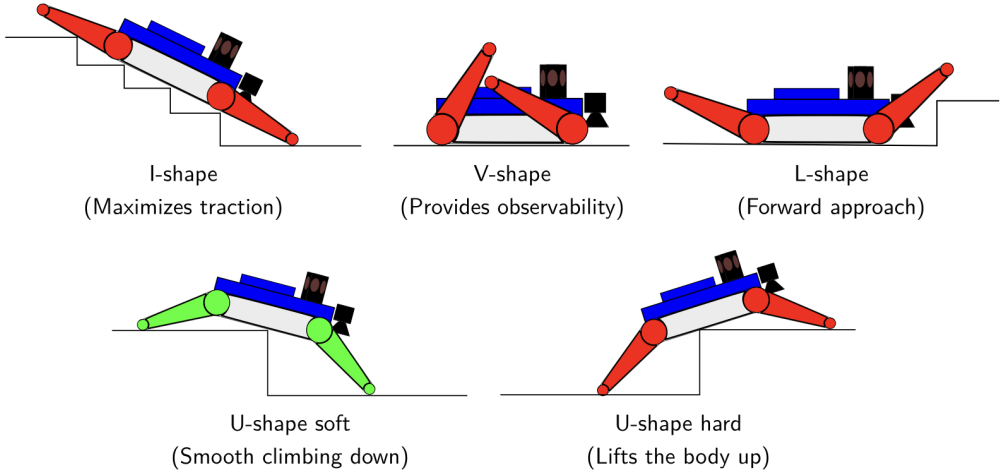 I-shape
(Maximizes traction)
V-shape
(Provides observability)
L-shape
(Forward approach)
U-shape soft
(Smooth climbing down)
U-shape hard
(Lifts the body up)